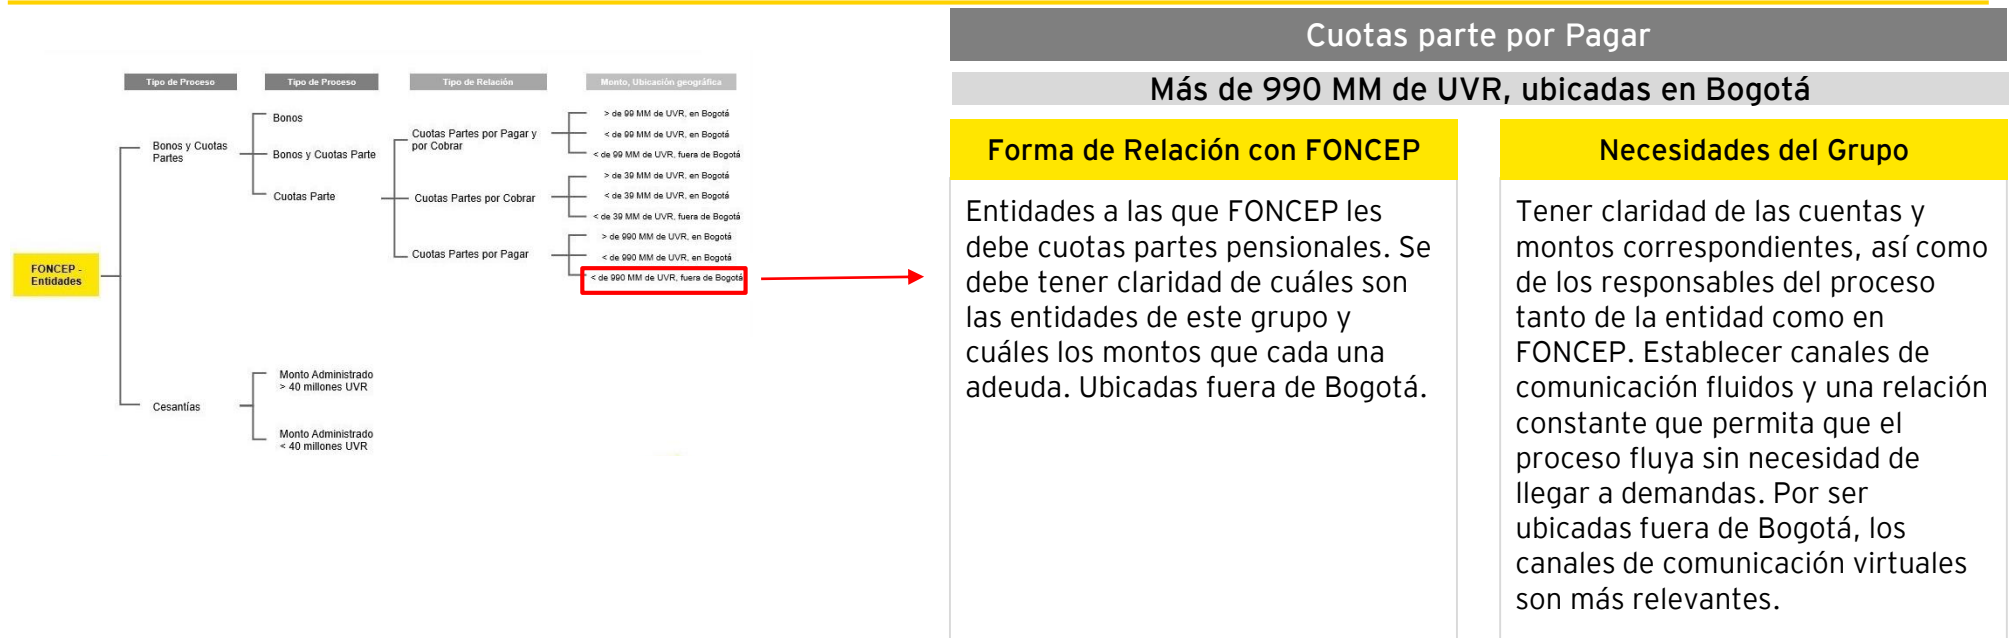 Tipo de Proceso
Tipo de Proceso
Tipo de Relación
Monto, Ubicación geográfica
FONCEP -
Entidades
Bonos y Cuotas
Partes
Bonos
Bonos y Cuotas Parte
Cuotas Parte
Cuotas Partes por Pagar y
por Cobrar
> de 99 MM de UVR, en Bogotá
< de 99 MM de UVR, en Bogotá
< de 99 MM de UVR, fuera de Bogotá
Cuotas Partes por Cobrar
> de 39 MM de UVR, en Bogotá
< de 39 MM de UVR, en Bogotá
< de 39 MM de UVR, fuera de Bogotá
Cuotas Partes por Pagar
> de 990 MM de UVR, en Bogotá
< de 990 MM de UVR, en Bogotá
< de 990 MM de UVR, fuera de Bogotá
Cesantías
Monto Administrado
> 40 millones UVR
Monto Administrado
< 40 millones UVR
Cuotas parte por Pagar
Más de 990 MM de UVR, ubicadas en Bogotá
Forma de Relación con FONCEP
Entidades a las que FONCEP les
debe cuotas partes pensionales. Se
debe tener claridad de cuáles son
las entidades de este grupo y
cuáles los montos que cada una
adeuda. Ubicadas fuera de Bogotá.
Necesidades del Grupo
Tener claridad de las cuentas y
montos correspondientes, así como
de los responsables del proceso
tanto de la entidad como en
FONCEP. Establecer canales de
comunicación fluidos y una relación
constante que permita que el
proceso fluya sin necesidad de
llegar a demandas. Por ser
ubicadas fuera de Bogotá, los
canales de comunicación virtuales
son más relevantes.